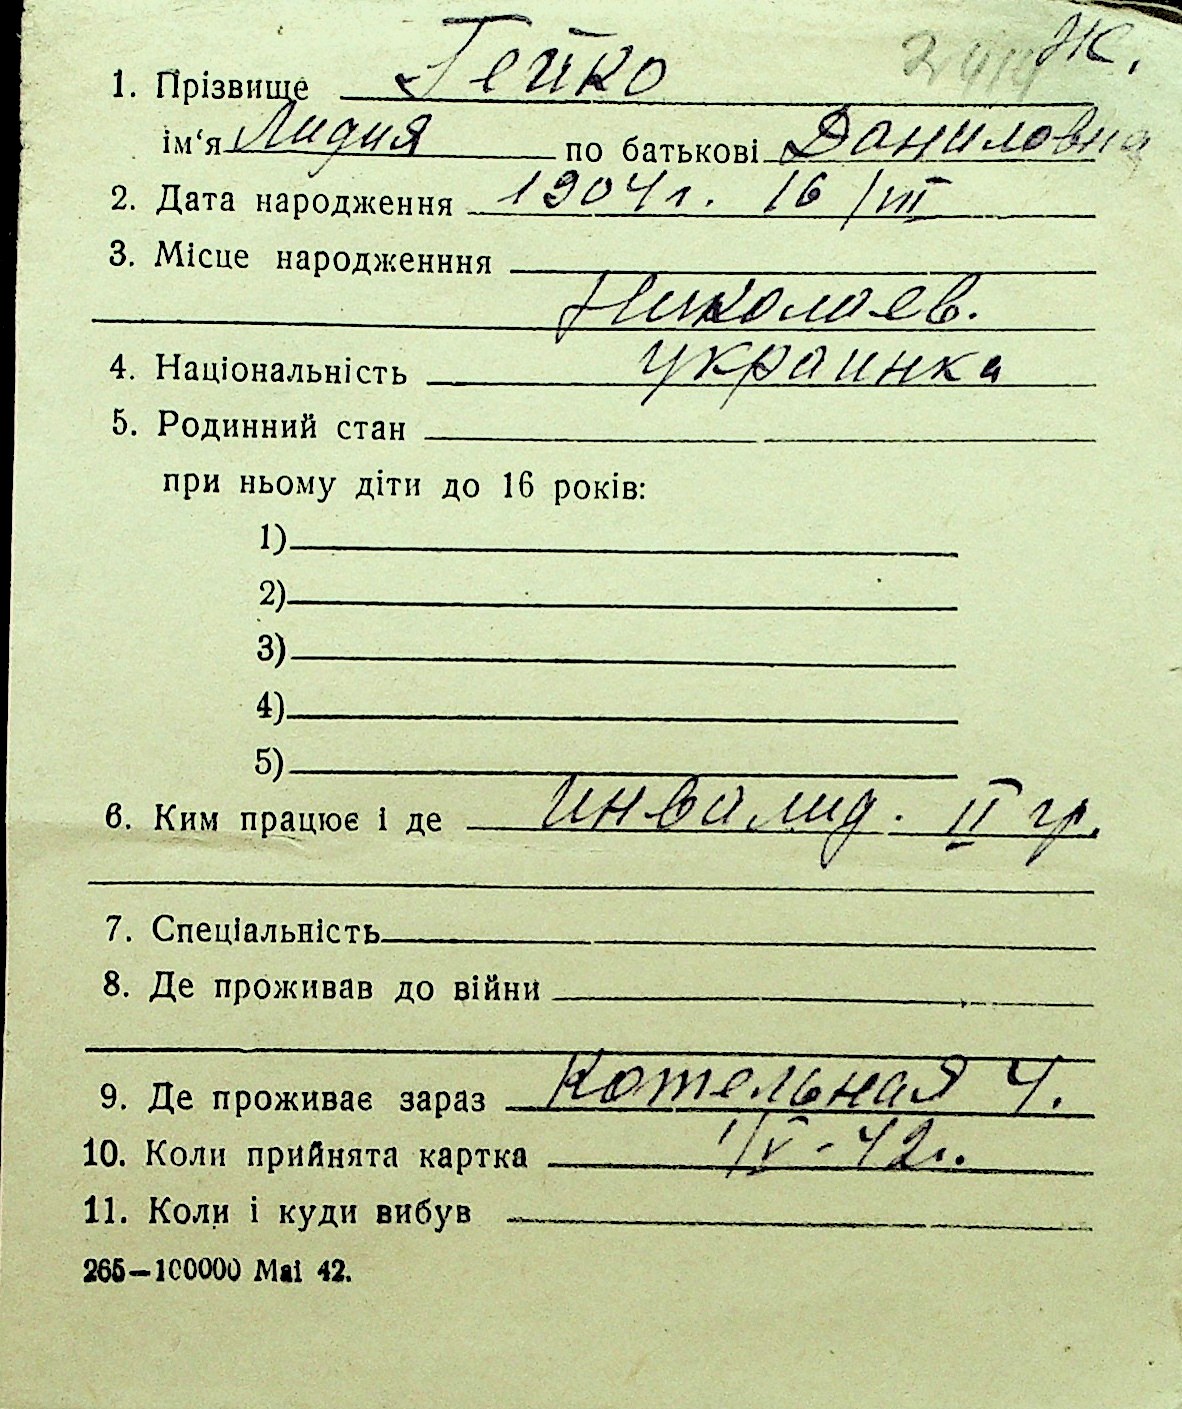 Ж.
1. Прізвище Гейко
ім‘я Лидия по батькові Даниловна
2. Дата народження 1904 г. 16/III
3. Місце народженння
Николаев.
4. Національність украинка
5. Родинний стан
при ньому діти до 16 років:
1)
2)
3)
4)
5)
6. Ким працює і де инвалид. II гр.
7. Спеціальність
8. Де проживав до війни
9. Де проживає зараз Котельная 4.
10. Коли прийнята картка 1/V - 42 г.
11. Коли і куди вибув
265—100000 Mai 42.